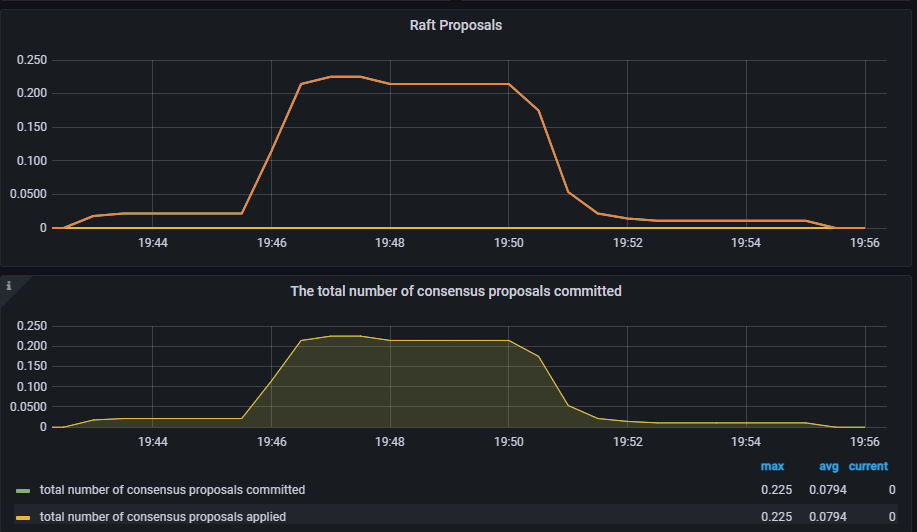 Raft Proposals
0.250
0.200
0.150
0.100
0.0500
0
19:44 19:46 19:48 19:50 19:52 19:54 19:56
i
The total number of consensus proposals committed
0.250
0.200
0.150
0.100
0.0500
0
19:44 19:46 19:48 19:50 19:52 19:54 19:56
max avg current
total number of consensus proposals committed 0.225 0.0794 0
total number of consensus proposals applied 0.225 0.0794 0